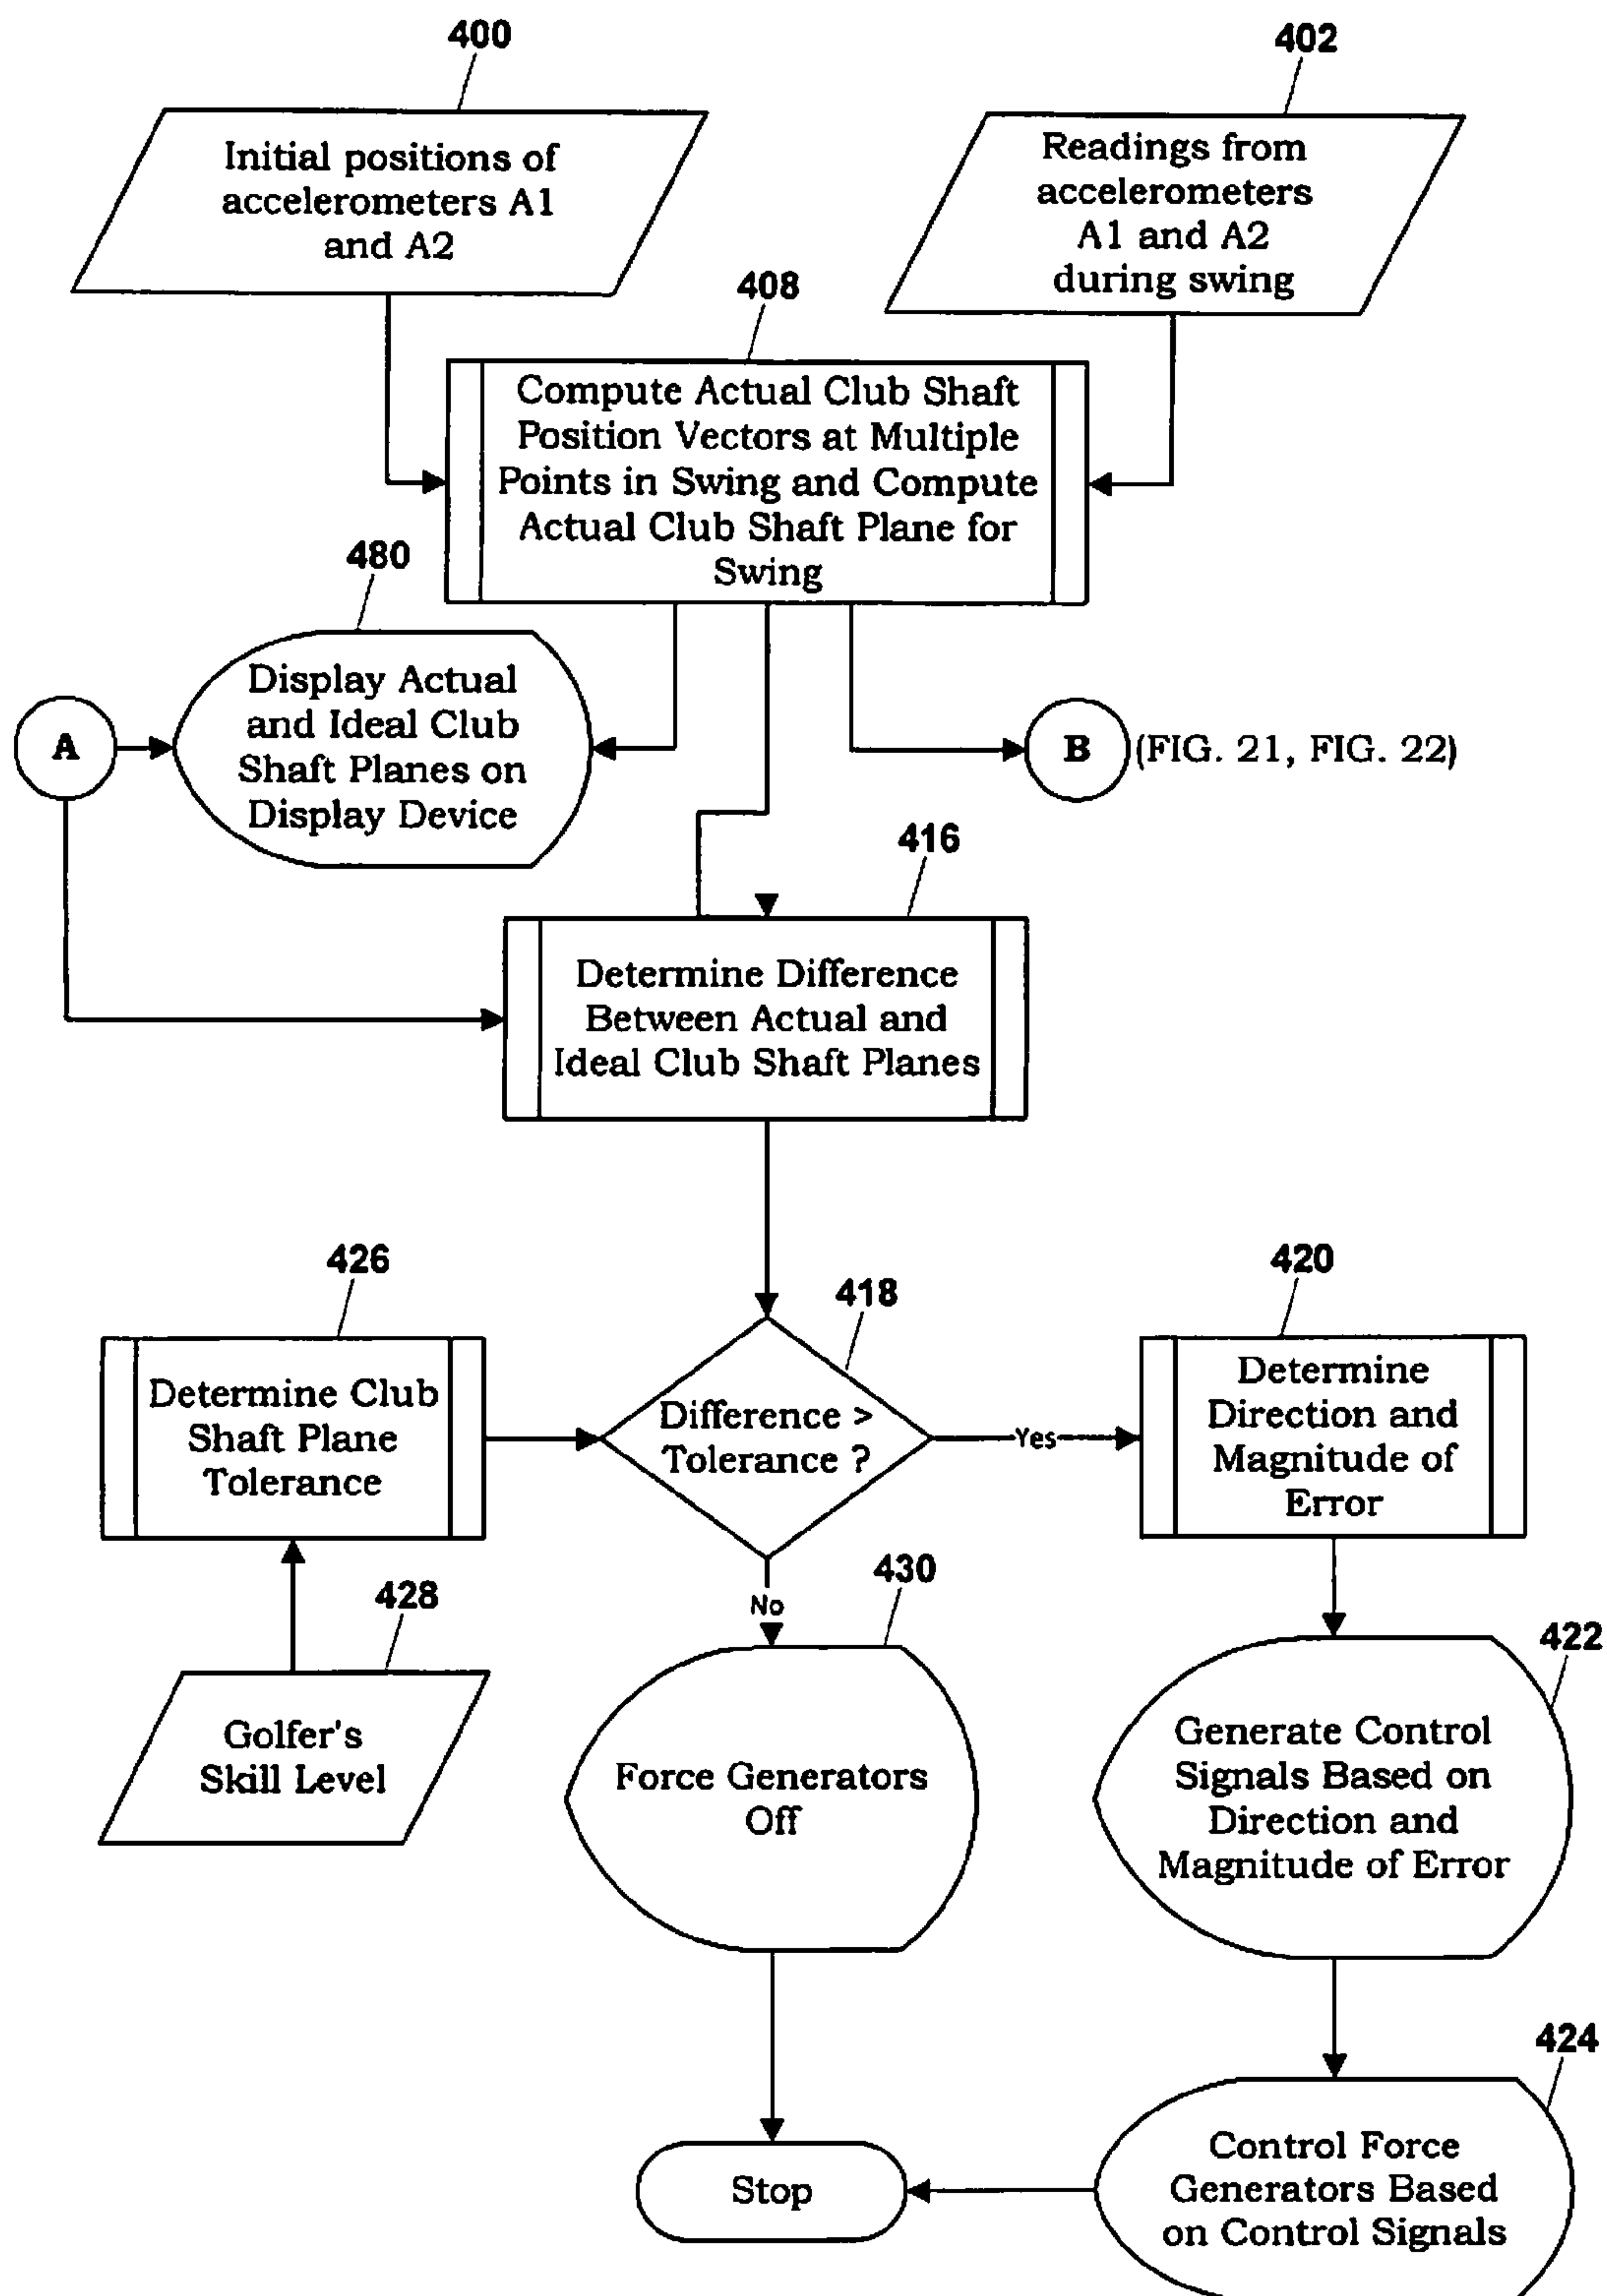 400
402
Initial positions of
accelerometers A1
and A2
Readings from
accelerometers
A1 and A2
during swing
408
Compute Actual Club Shaft
Position Vectors at Multiple
Points in Swing and Compute
Actual Club Shaft Plane for
Swing
480
Display Actual
and Ideal Club
Shaft Planes on
Display Device
A
B (FIG. 21, FIG. 22)
416
Determine Difference
Between Actual and
Ideal Club Shaft Planes
426
418
420
Determine Club
Shaft Plane
Tolerance
Difference >
Tolerance ?
Yes
Determine
Direction and
Magnitude of
Error
No
428
430
422
Golfer's
Skill Level
Force Generators
Off
Generate Control
Signals Based on
Direction and
Magnitude of Error
424
Stop
Control Force
Generators Based
on Control Signals